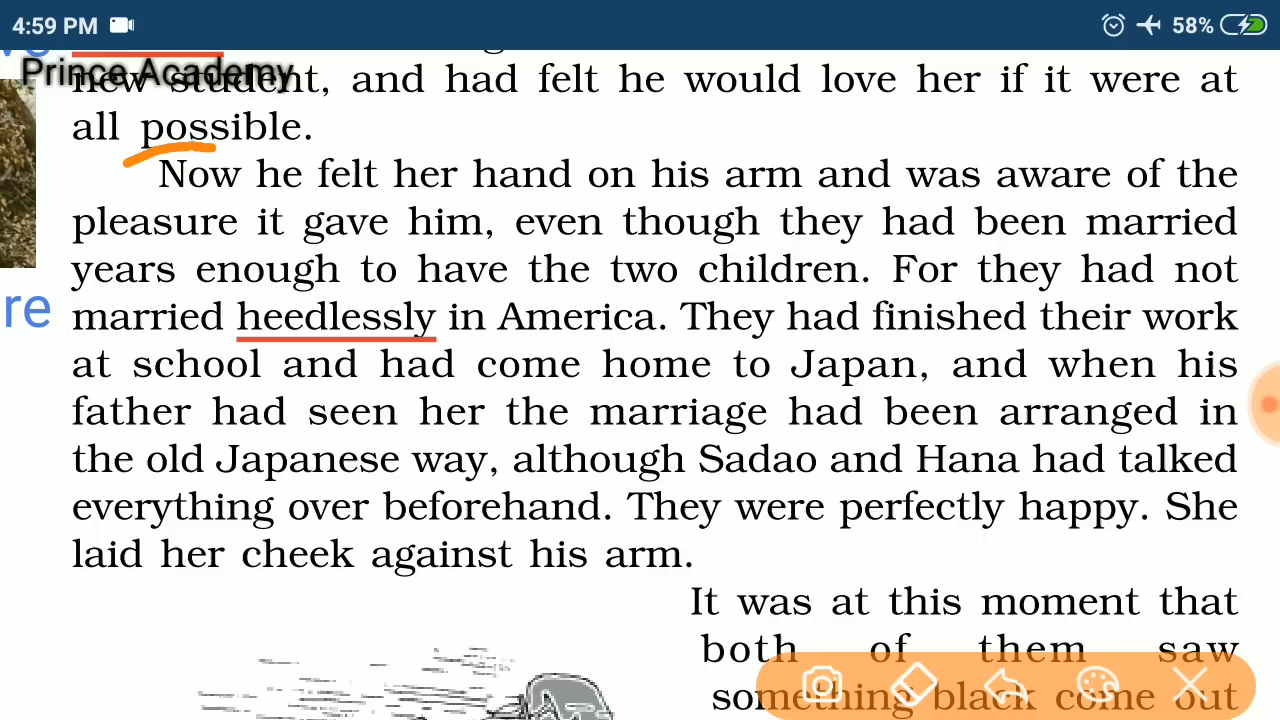 4:59 PM
58%
Prince Academy
new student, and had felt he would love her if it were at
all possible.
Now he felt her hand on his arm and was aware of the
pleasure it gave him, even though they had been married
years enough to have the two children. For they had not
re
married heedlessly in America. They had finished their work
at school and had come home to Japan, and when his
father had seen her the marriage had been arranged in
the old Japanese way, although Sadao and Hana had talked
everything over beforehand. They were perfectly happy. She
laid her cheek against his arm.
It was at this moment that
both of them saw
something black come out